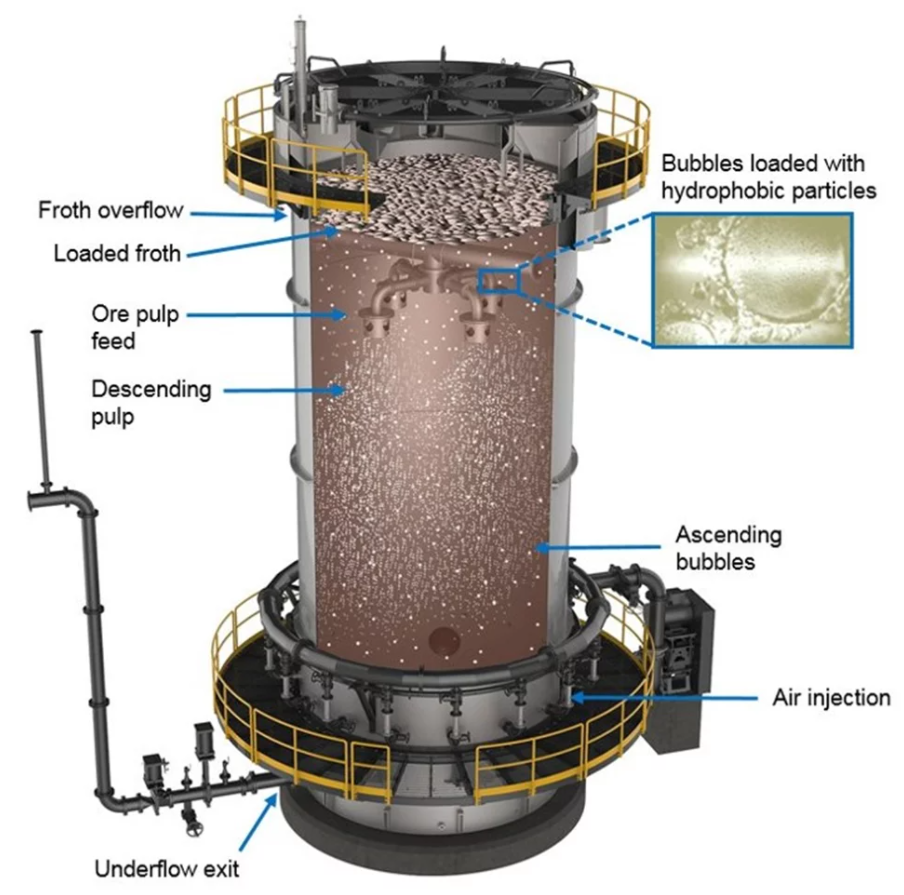 Bubbles loaded with
hydrophobic particles
Froth overflow
Loaded froth
Ore pulp
feed
Descending
pulp
Ascending
bubbles
Air injection
Underflow exit